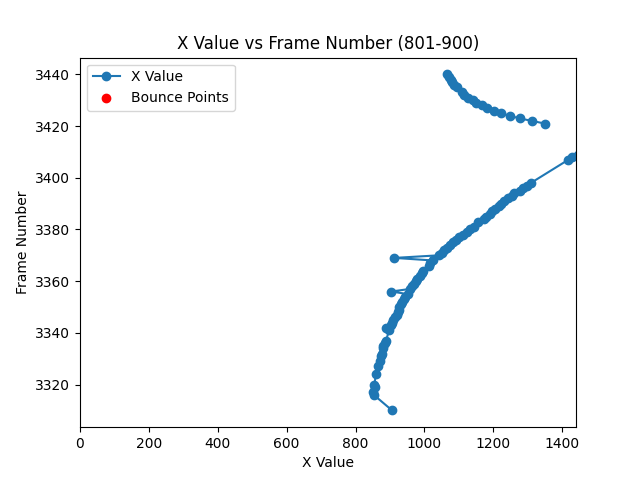 X Value vs Frame Number (801-900)
X Value
Bounce Points
3440
3420
3400
3380
3360
3340
3320
Frame Number
0 200 400 600 800 1000 1200 1400
X Value